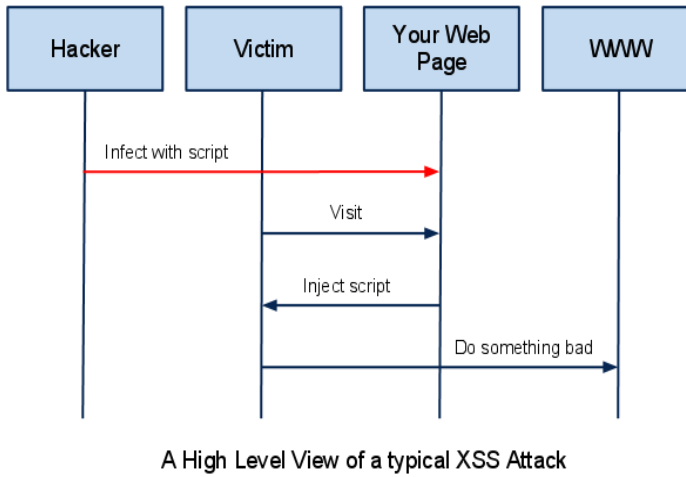 Hacker
Victim
Your Web
Page
WWW
Infect with script
Visit
Inject script
Do something bad
A High Level View of a typical XSS Attack